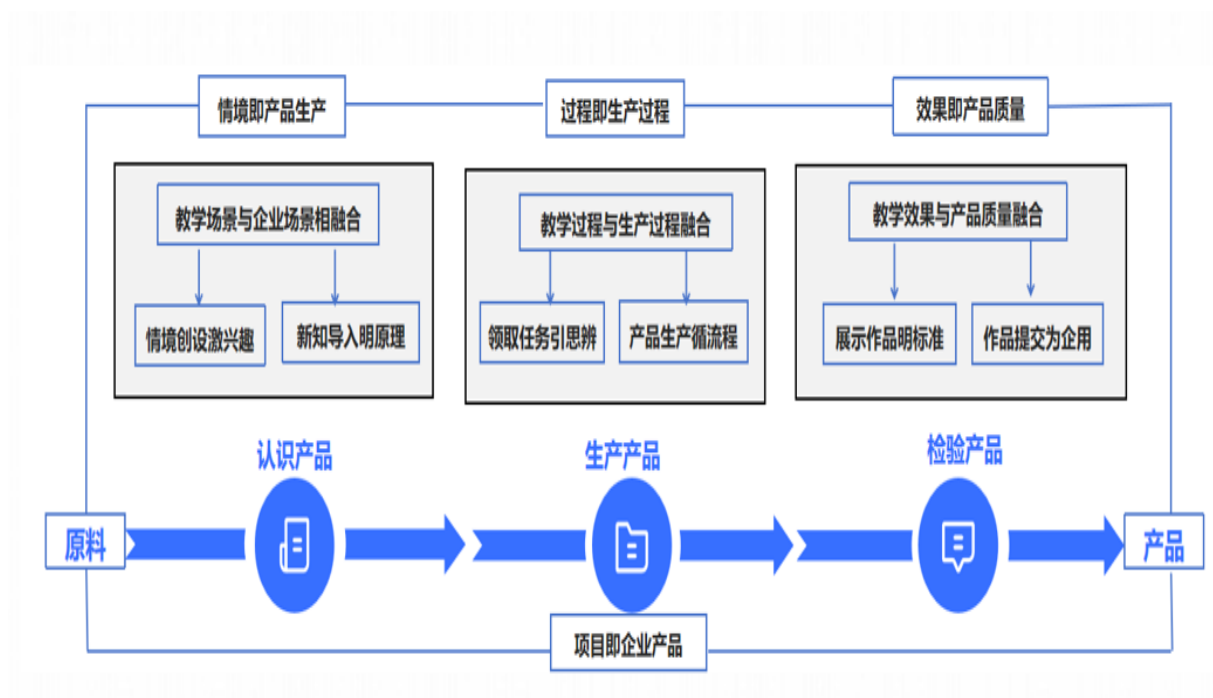 情境即产品生产
过程即生产过程
效果即产品质量
教学场景与企业场景相融合
教学过程与生产过程融合
教学效果与产品质量融合
情境创设激兴趣
新知导入明原理
领取任务引思辨
产品生产循流程
展示作品明标准
作品提交为企用
认识产品
生产产品
检验产品
原料
产品
项目即企业产品